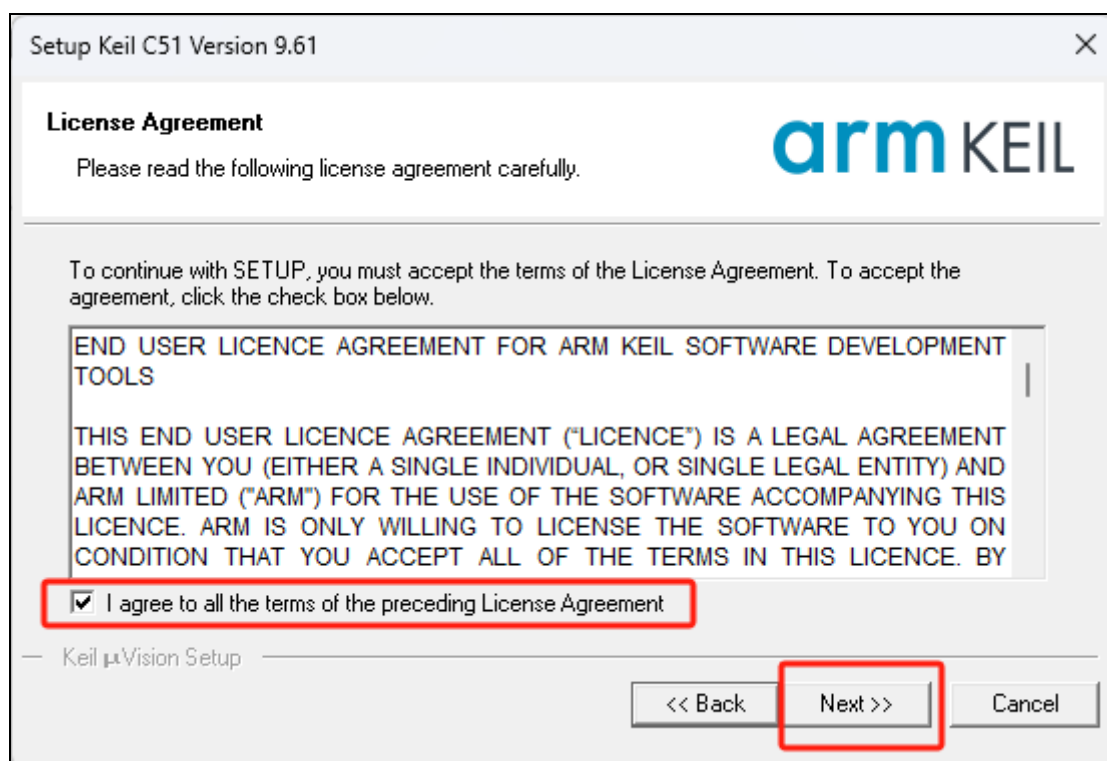 Setup Keil C51 Version 9.61
License Agreement
Please read the following license agreement carefully.
arm KEIL
To continue with SETUP, you must accept the terms of the License Agreement. To accept the
agreement, click the check box below.
END USER LICENCE AGREEMENT FOR ARM KEIL SOFTWARE DEVELOPMENT
TOOLS
THIS END USER LICENCE AGREEMENT (“LICENCE”) IS A LEGAL AGREEMENT
BETWEEN YOU (EITHER A SINGLE INDIVIDUAL, OR SINGLE LEGAL ENTITY) AND
ARM LIMITED ("ARM") FOR THE USE OF THE SOFTWARE ACCOMPANYING THIS
LICENCE. ARM IS ONLY WILLING TO LICENSE THE SOFTWARE TO YOU ON
CONDITION THAT YOU ACCEPT ALL OF THE TERMS IN THIS LICENCE. BY
I agree to all the terms of the preceding License Agreement
Keil µVision Setup
<< Back Next >> Cancel